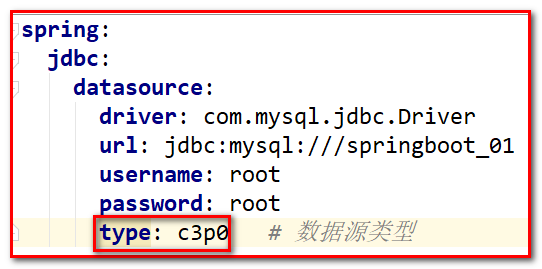 spring:
jdbc:
datasource:
driver: com.mysql.jdbc.Driver
url: jdbc:mysql:///springboot_01
username: root
password: root
type: c3p0 # 数据源类型